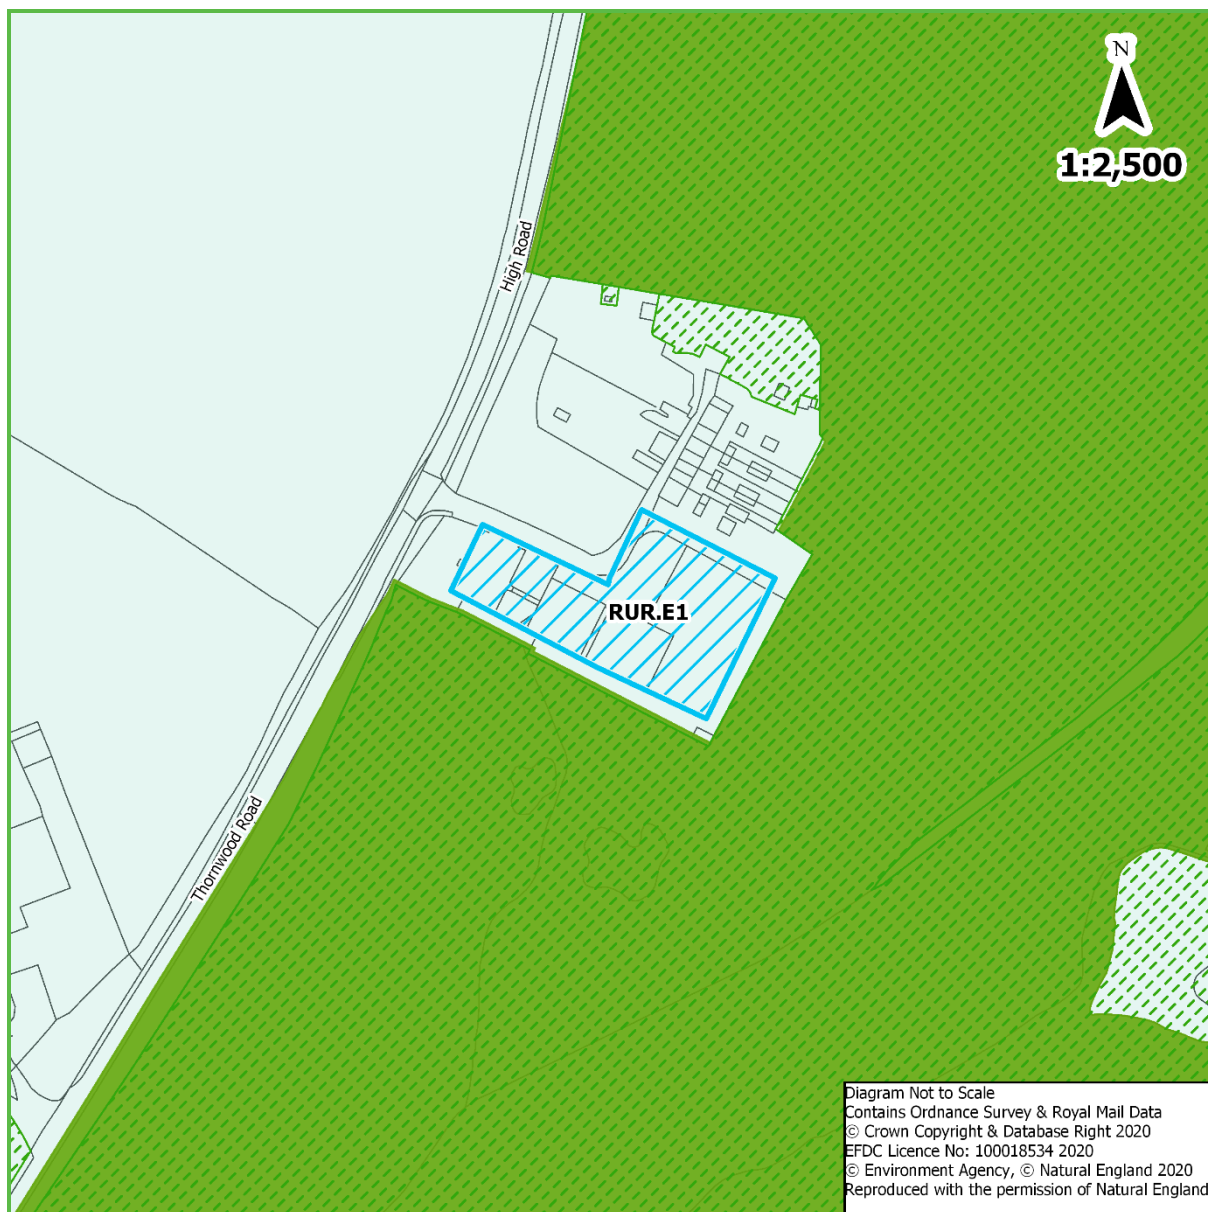 N
1:2,500
High Road
RUR.E1
Thornwood Road
Diagram Not to Scale
Contains Ordnance Survey & Royal Mail Data
© Crown Copyright & Database Right 2020
EFDC Licence No: 100018534 2020
© Environment Agency, © Natural England 2020
Reproduced with the permission of Natural England